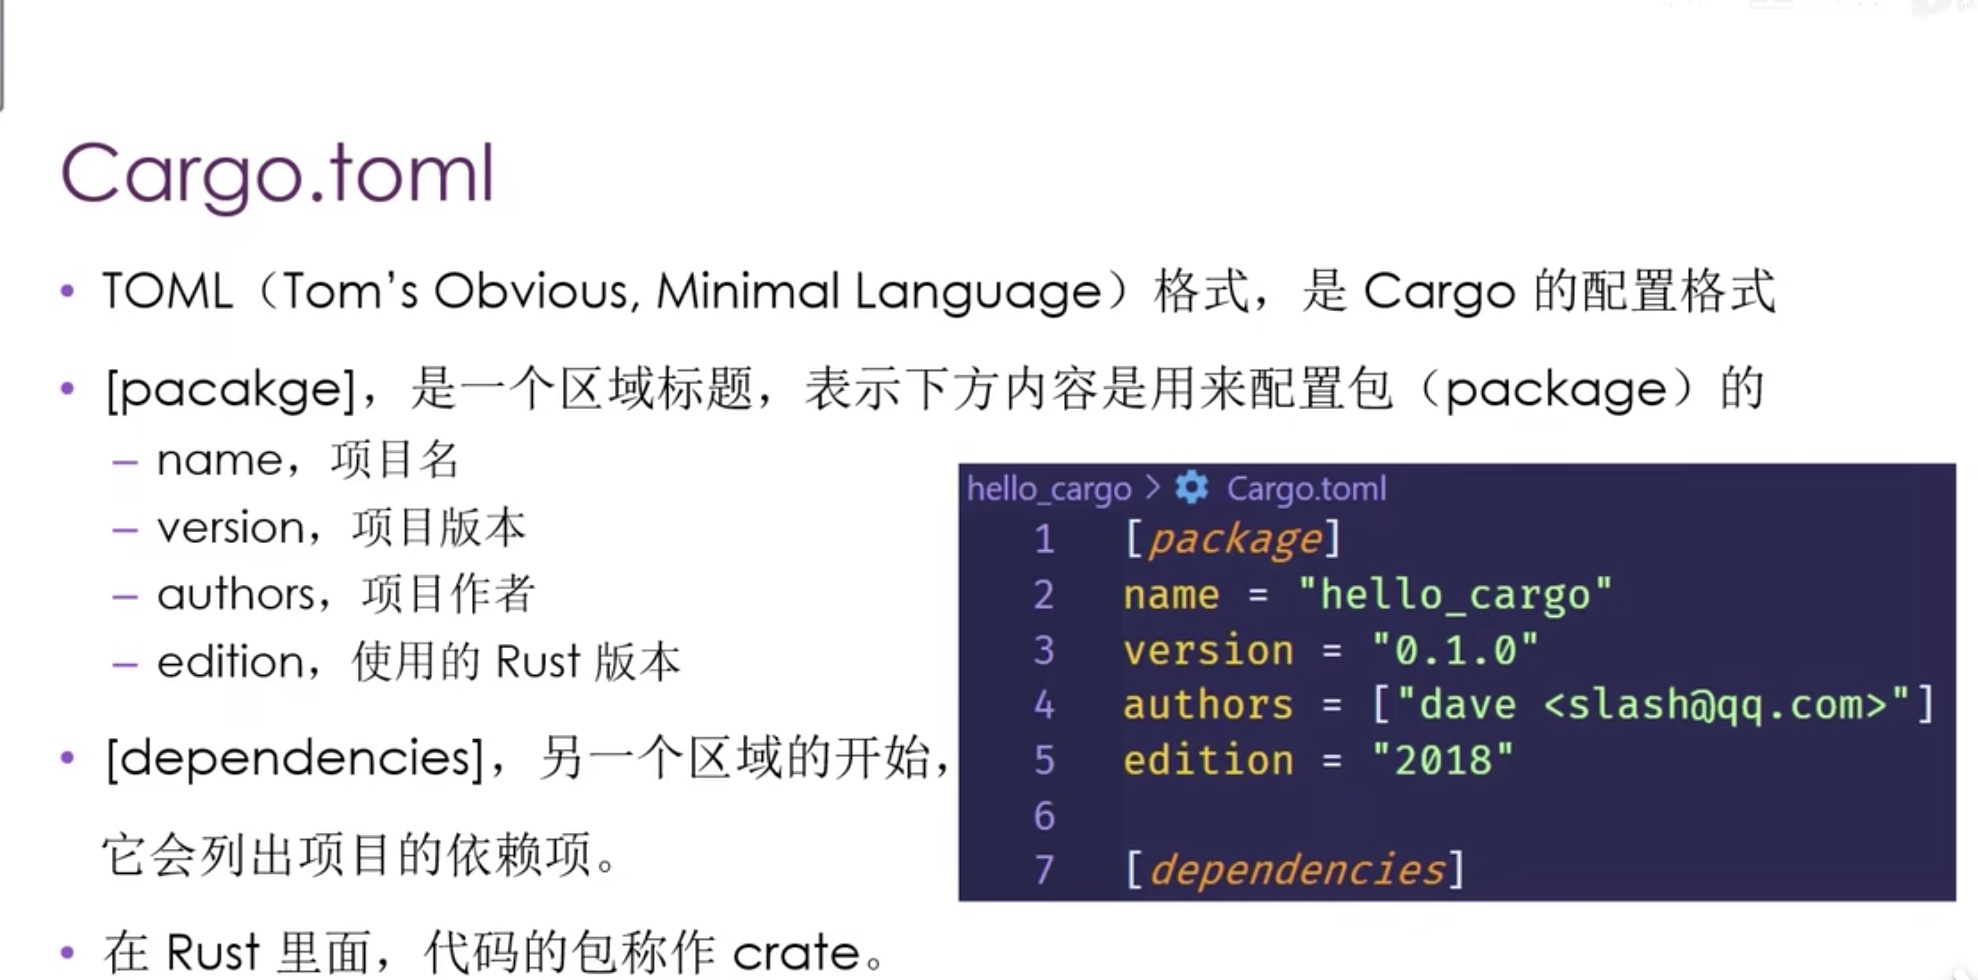 Cargo.toml
• TOML（Tom's Obvious, Minimal Language）格式，是 Cargo 的配置格式
• [pacakge]，是一个区域标题，表示下方内容是用来配置包（package）的
– name，项目名
– version，项目版本
– authors，项目作者
– edition，使用的 Rust 版本
• [dependencies]，另一个区域的开始，
它会列出项目的依赖项。
• 在 Rust 里面，代码的包称作 crate。
hello_cargo > Cargo.toml
1 [package]
2 name = "hello_cargo"
3 version = "0.1.0"
4 authors = ["dave <slash@qq.com>"]
5 edition = "2018"
6
7 [dependencies]